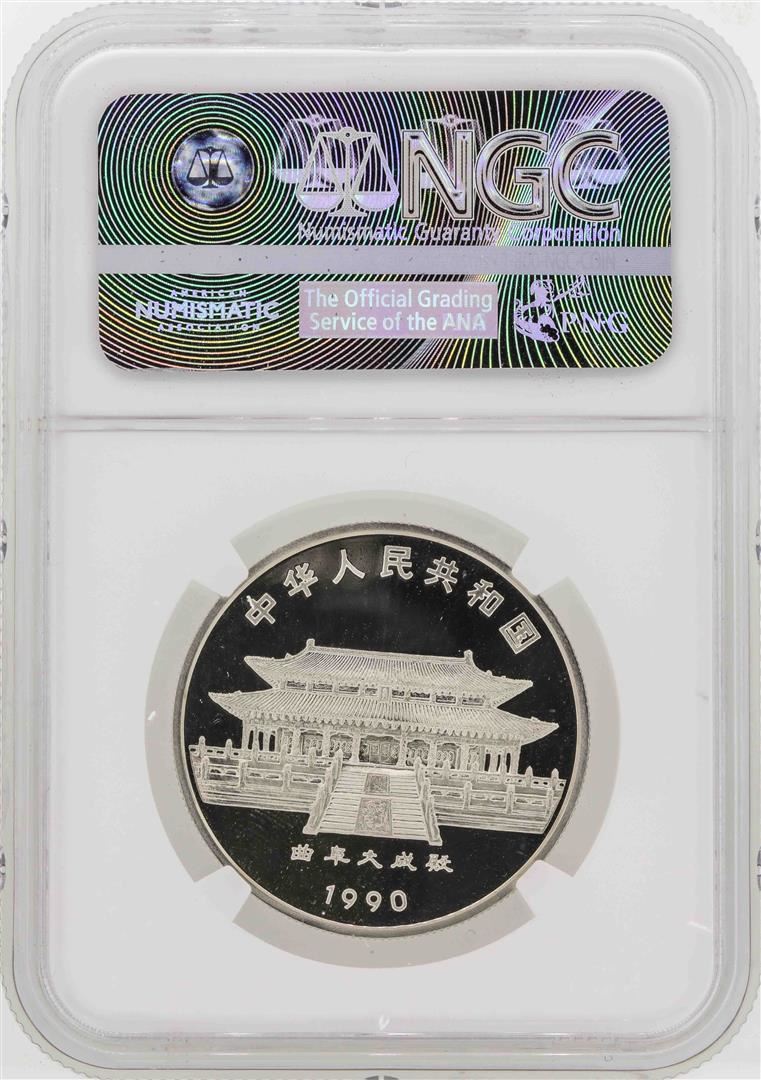 NGC
Numismatic Guaranty Corporation
AMERICAN
NUMISMATIC
ASSOCIATION
The Official Grading
Service of the ANA
PNG
中华人民共和国
曲阜大成殿
1990